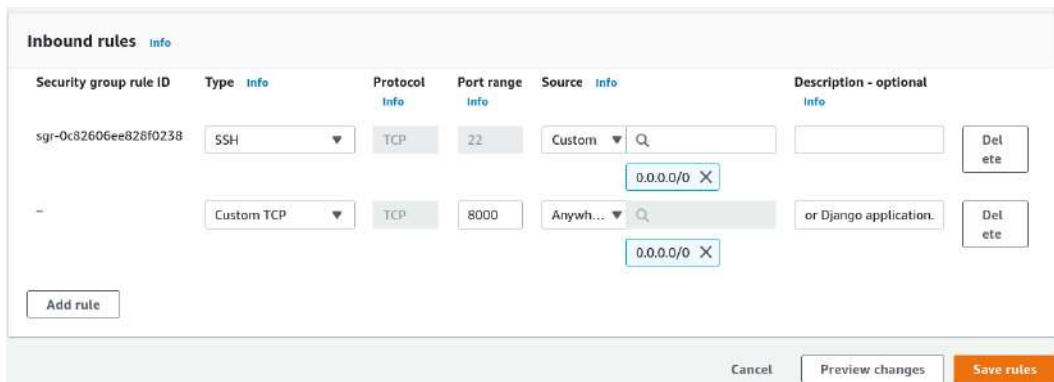 Inbound rules Info
Security group rule ID Type Info Protocol Info Port range Info Source Info Description - optional Info
sgr-0c82606ee828f0238 SSH TCP 22 Custom Del ete
0.0.0.0/0
– Custom TCP TCP 8000 Anywh... or Django application. Del ete
0.0.0.0/0
Add rule
Cancel Preview changes Save rules